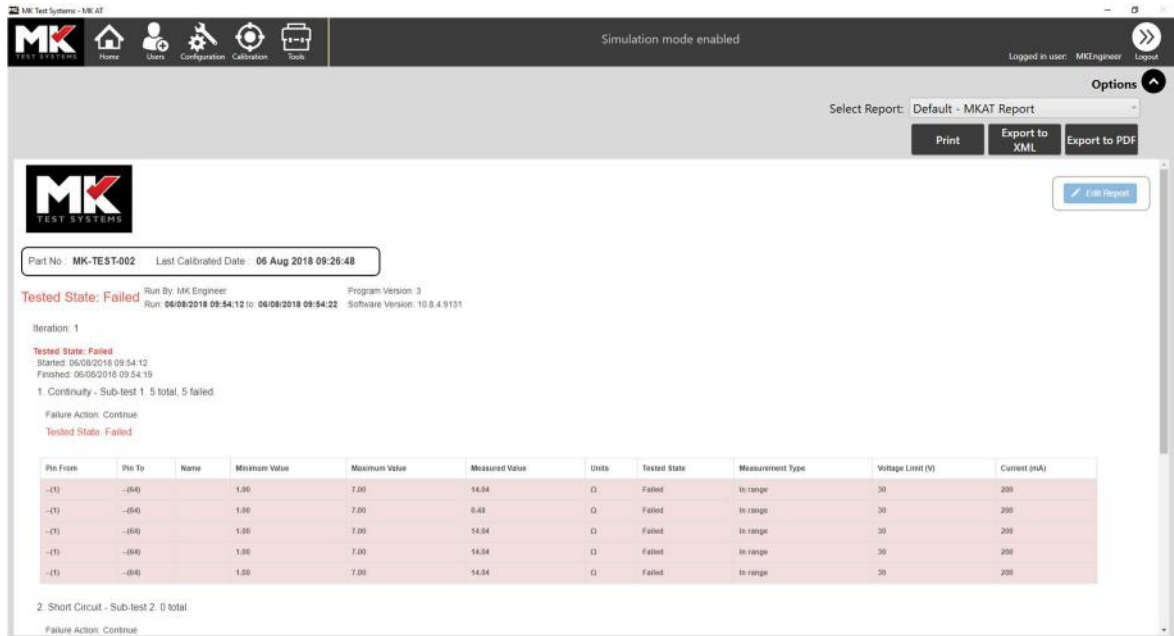 MK Test Systems - MK AT
MK
TEST SYSTEMS
Home
Users
Configuration
Calibration
Tools
Simulation mode enabled
Logged in user: MKEngineer
Logout
Options
Select Report: Default - MKAT Report
Print
Export to XML
Export to PDF
MK
TEST SYSTEMS
Edit Report
Part No : MK-TEST-002 Last Calibrated Date : 06 Aug 2018 09:26:48
Tested State: Failed
Run By: MK Engineer Program Version: 3
Run: 06/08/2018 09:54:12 to: 06/08/2018 09:54:22 Software Version: 10.8.4.9131
Iteration: 1
Tested State: Failed
Started: 06/08/2018 09:54:12
Finished: 06/08/2018 09:54:19
1. Continuity - Sub-test 1. 5 total, 5 failed.
Failure Action: Continue
Tested State: Failed
Pin From Pin To Name Minimum Value Maximum Value Measured Value Units Tested State Measurement Type Voltage Limit (V) Current (mA)
--(1) --(64) 1.00 7.00 14.04 Ω Failed In range 30 200
--(1) --(64) 1.00 7.00 0.48 Ω Failed In range 30 200
--(1) --(64) 1.00 7.00 14.04 Ω Failed In range 30 200
--(1) --(64) 1.00 7.00 14.04 Ω Failed In range 30 200
--(1) --(64) 1.00 7.00 14.04 Ω Failed In range 30 200
2. Short Circuit - Sub-test 2. 0 total.
Failure Action: Continue